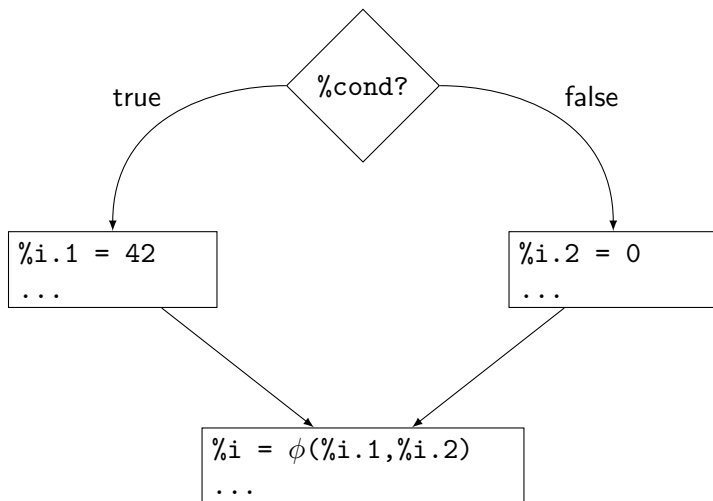 %cond?
true
false
%i.1 = 42
...
%i.2 = 0
...
%i = ϕ(%i.1,%i.2)
...